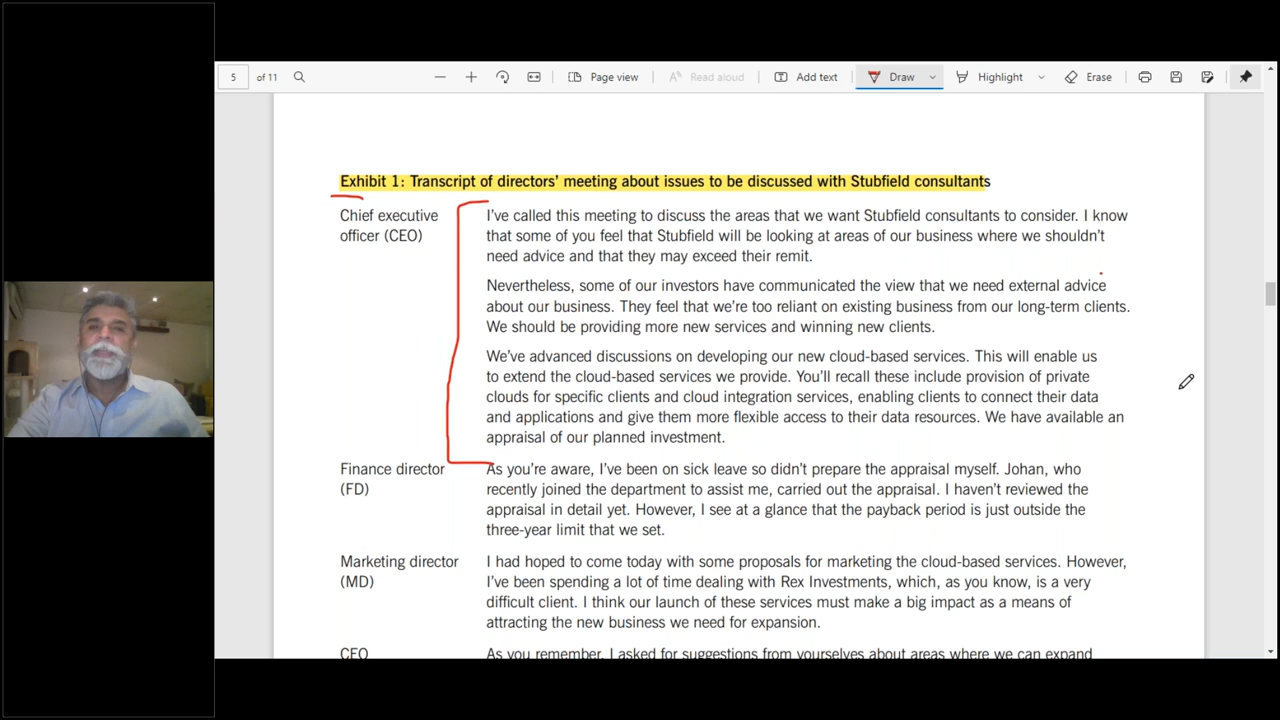 5 of 11 Page view Read aloud Add text Draw Highlight Erase
Exhibit 1: Transcript of directors’ meeting about issues to be discussed with Stubfield consultants
Chief executive I’ve called this meeting to discuss the areas that we want Stubfield consultants to consider. I know
officer (CEO) that some of you feel that Stubfield will be looking at areas of our business where we shouldn’t
need advice and that they may exceed their remit.
Nevertheless, some of our investors have communicated the view that we need external advice
about our business. They feel that we’re too reliant on existing business from our long-term clients.
We should be providing more new services and winning new clients.
We’ve advanced discussions on developing our new cloud-based services. This will enable us
to extend the cloud-based services we provide. You’ll recall these include provision of private
clouds for specific clients and cloud integration services, enabling clients to connect their data
and applications and give them more flexible access to their data resources. We have available an
appraisal of our planned investment.
Finance director As you’re aware, I’ve been on sick leave so didn’t prepare the appraisal myself. Johan, who
(FD) recently joined the department to assist me, carried out the appraisal. I haven’t reviewed the
appraisal in detail yet. However, I see at a glance that the payback period is just outside the
three-year limit that we set.
Marketing director I had hoped to come today with some proposals for marketing the cloud-based services. However,
(MD) I’ve been spending a lot of time dealing with Rex Investments, which, as you know, is a very
difficult client. I think our launch of these services must make a big impact as a means of
attracting the new business we need for expansion.
CEO As you remember, I asked for suggestions from yourselves about areas where we can expand